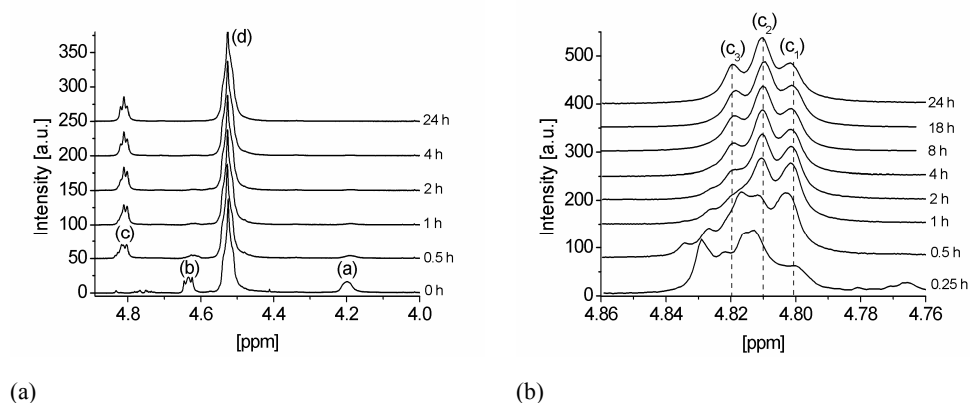 (d)
350
300
250
200
150
100
50
0
Intensity [a.u.]
24 h
4 h
2 h
1 h
0.5 h
0 h
(c)
(b)
(a)
4.8 4.6 4.4 4.2 4.0
[ppm]
(a)
(c₃) (c₂) (c₁)
500
400
300
200
100
0
Intensity [a.u.]
24 h
18 h
8 h
4 h
2 h
1 h
0.5 h
0.25 h
4.86 4.84 4.82 4.80 4.78 4.76
[ppm]
(b)